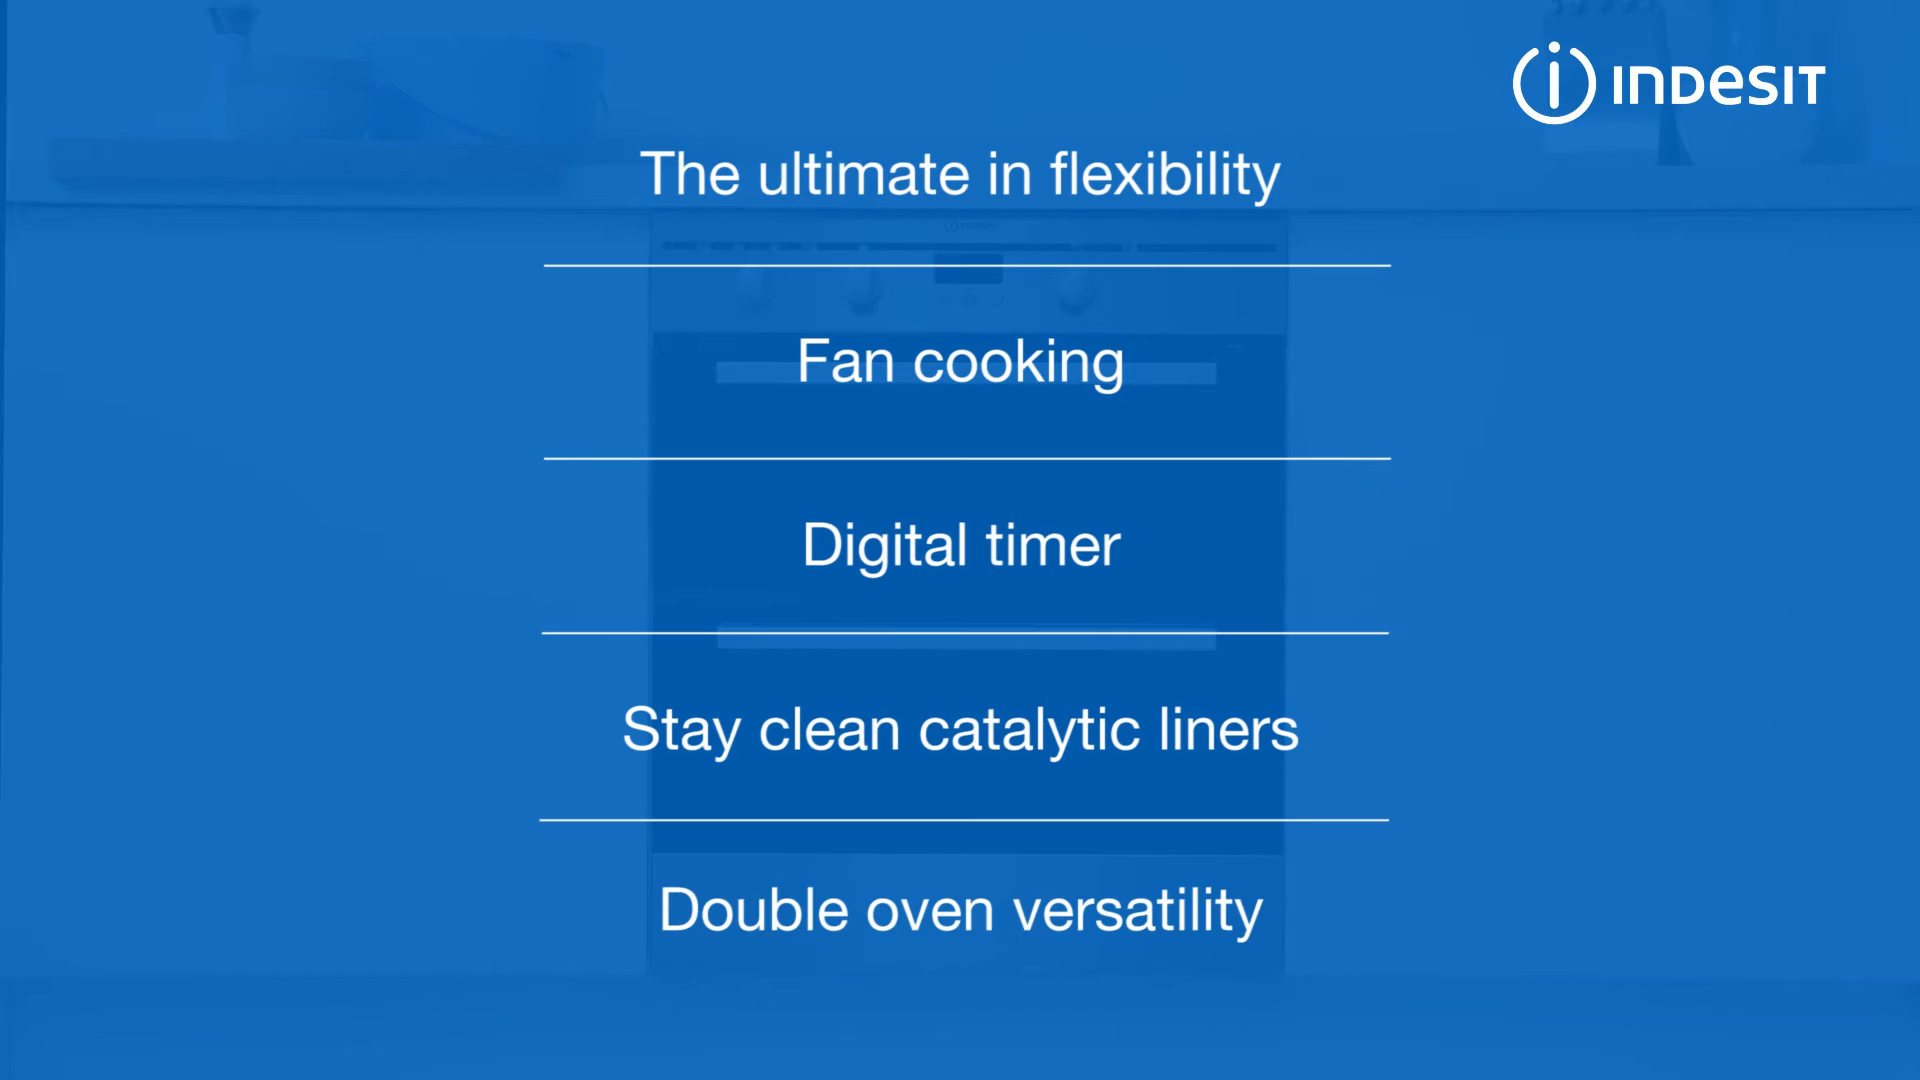 INDESIT
The ultimate in flexibility
Fan cooking
Digital timer
Stay clean catalytic liners
Double oven versatility